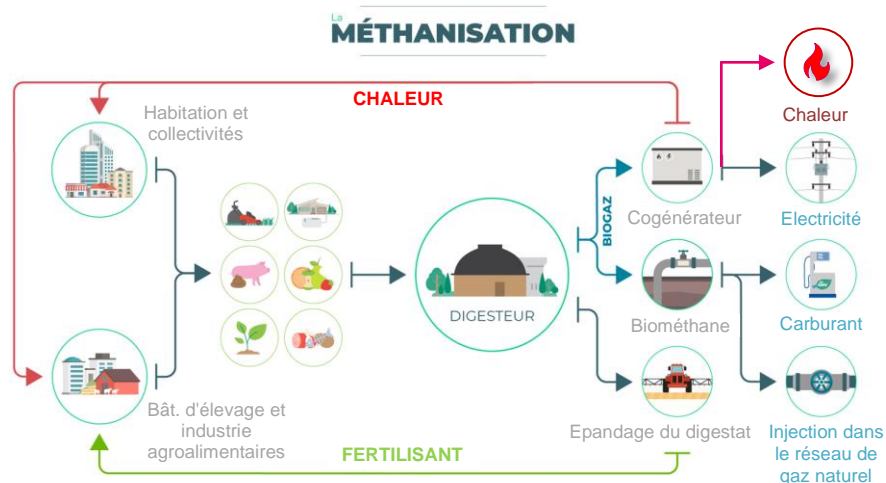 La
MÉTHANISATION
CHALEUR
Habitation et
collectivités
Chaleur
BIOGAZ
Cogénérateur
Electricité
DIGESTEUR
Biométhane
Carburant
Bât. d'élevage et
industrie
agroalimentaires
Epandage du digestat
Injection dans
le réseau de
gaz naturel
FERTILISANT